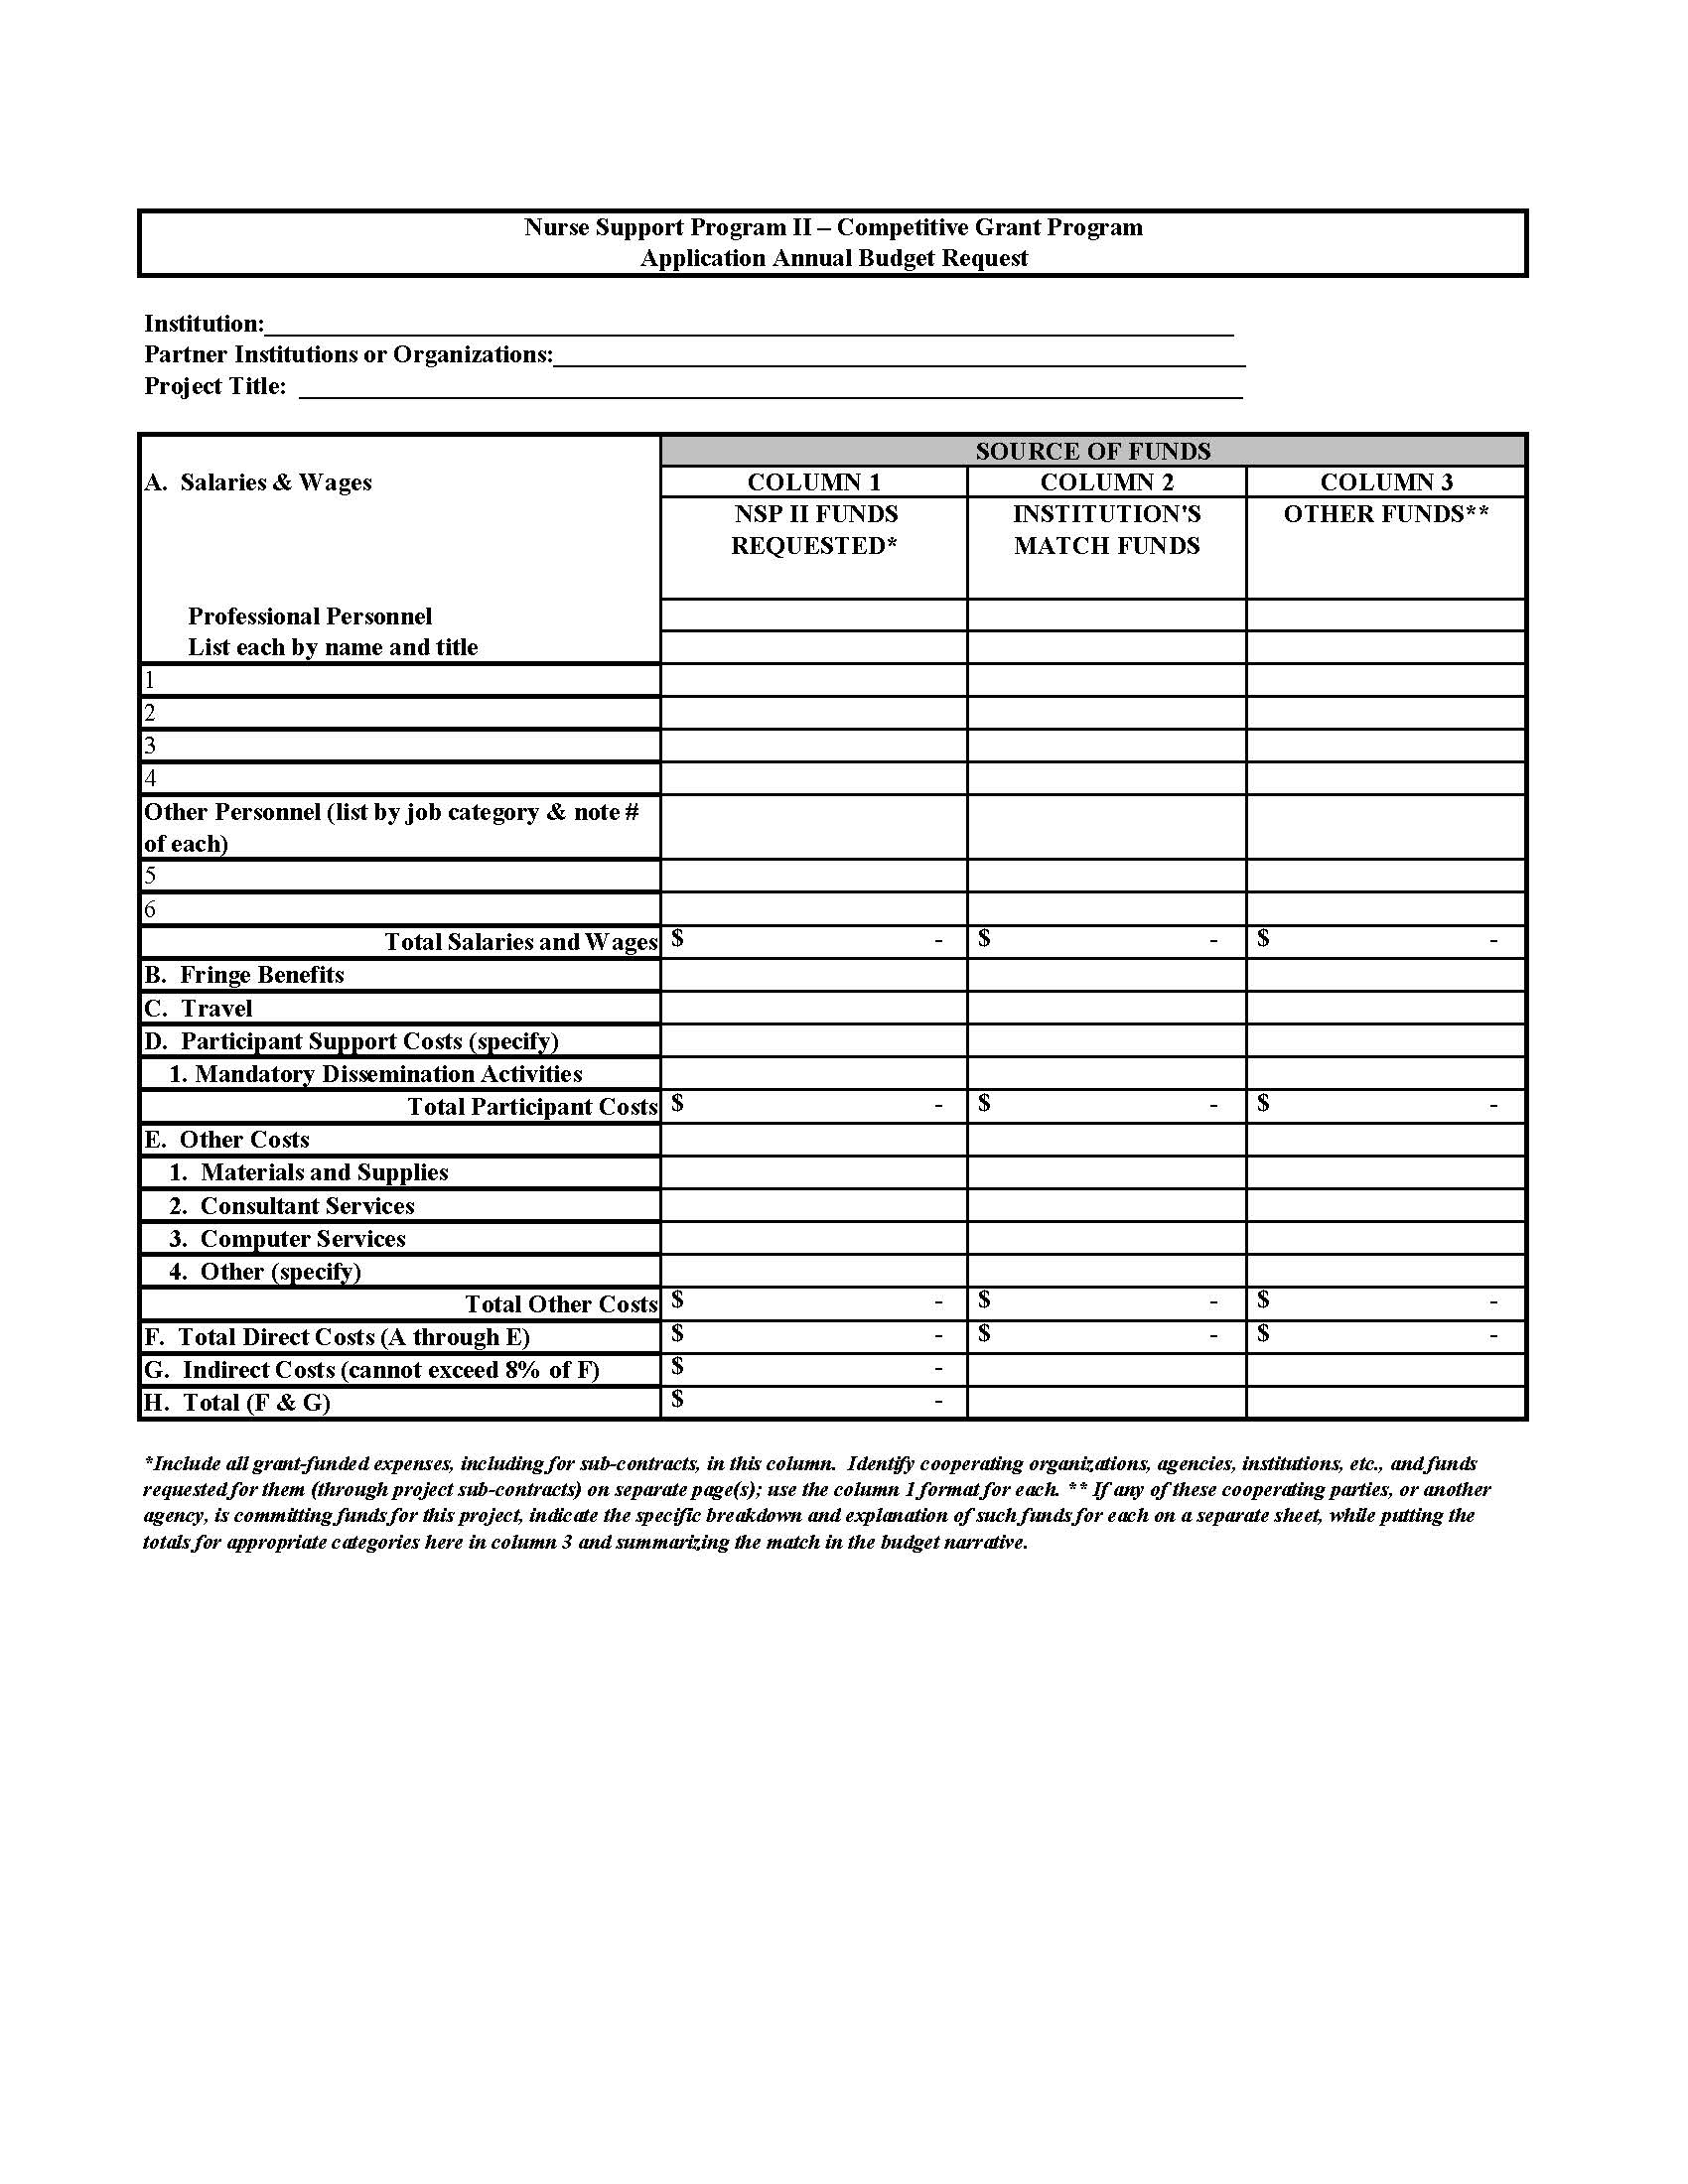 Nurse Support Program II – Competitive Grant Program
Application Annual Budget Request
Institution:
Partner Institutions or Organizations:
Project Title:
SOURCE OF FUNDS
A. Salaries & Wages COLUMN 1 COLUMN 2 COLUMN 3
NSP II FUNDS INSTITUTION'S OTHER FUNDS**
REQUESTED* MATCH FUNDS
Professional Personnel
List each by name and title
1
2
3
4
Other Personnel (list by job category & note #
of each)
5
6
Total Salaries and Wages $ - $ - $ -
B. Fringe Benefits
C. Travel
D. Participant Support Costs (specify)
1. Mandatory Dissemination Activities
Total Participant Costs $ - $ - $ -
E. Other Costs
1. Materials and Supplies
2. Consultant Services
3. Computer Services
4. Other (specify)
Total Other Costs $ - $ - $ -
F. Total Direct Costs (A through E) $ - $ - $ -
G. Indirect Costs (cannot exceed 8% of F) $ -
H. Total (F & G) $ -
*Include all grant-funded expenses, including for sub-contracts, in this column. Identify cooperating organizations, agencies, institutions, etc., and funds
requested for them (through project sub-contracts) on separate page(s); use the column 1 format for each. ** If any of these cooperating parties, or another
agency, is committing funds for this project, indicate the specific breakdown and explanation of such funds for each on a separate sheet, while putting the
totals for appropriate categories here in column 3 and summarizing the match in the budget narrative.